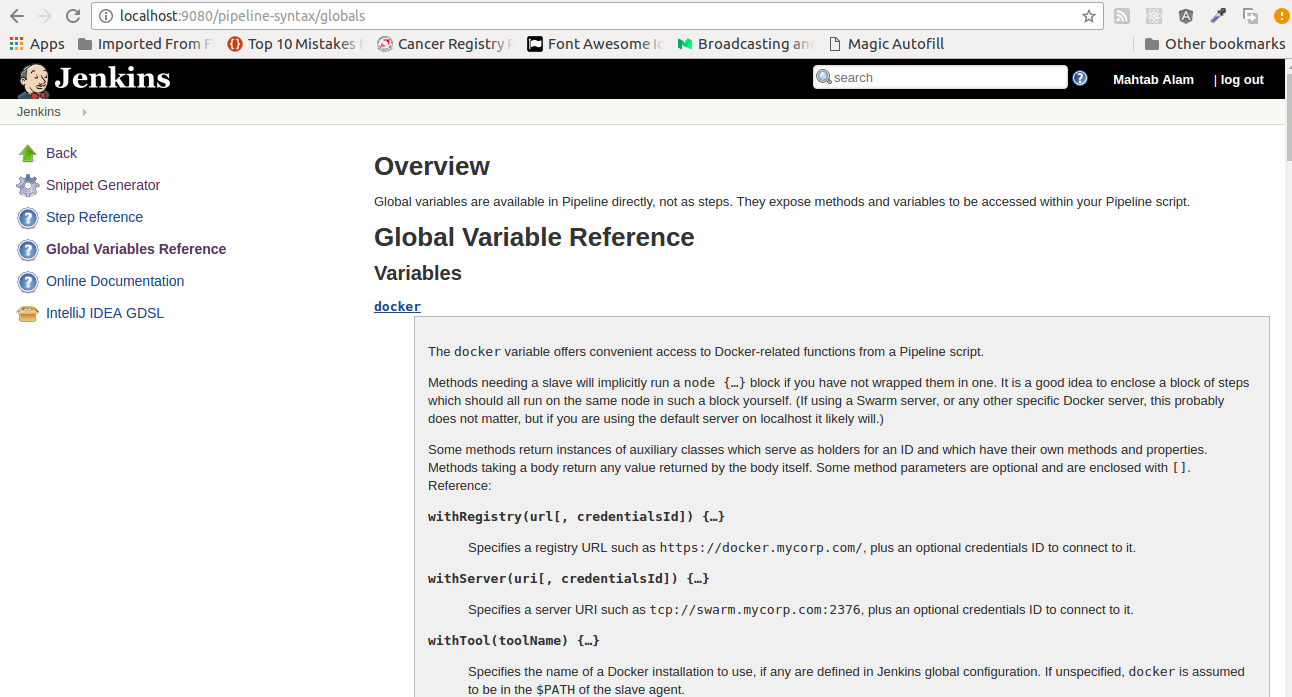 localhost:9080/pipeline-syntax/globals
Apps Imported From Top 10 Mistakes Cancer Registry Font Awesome Broadcasting Magic Autofill Other bookmarks
Jenkins search Mahtab Alam | log out
Jenkins
Back
Snippet Generator
Step Reference
Global Variables Reference
Online Documentation
IntelliJ IDEA GDSL
Overview
Global variables are available in Pipeline directly, not as steps. They expose methods and variables to be accessed within your Pipeline script.
Global Variable Reference
Variables
docker
The docker variable offers convenient access to Docker-related functions from a Pipeline script.
Methods needing a slave will implicitly run a node {…} block if you have not wrapped them in one. It is a good idea to enclose a block of steps
which should all run on the same node in such a block yourself. (If using a Swarm server, or any other specific Docker server, this probably
does not matter, but if you are using the default server on localhost it likely will.)
Some methods return instances of auxiliary classes which serve as holders for an ID and which have their own methods and properties.
Methods taking a body return any value returned by the body itself. Some method parameters are optional and are enclosed with [].
Reference:
withRegistry(url[, credentialsId]) {…}
Specifies a registry URL such as https://docker.mycorp.com/, plus an optional credentials ID to connect to it.
withServer(uri[, credentialsId]) {…}
Specifies a server URI such as tcp://swarm.mycorp.com:2376, plus an optional credentials ID to connect to it.
withTool(toolName) {…}
Specifies the name of a Docker installation to use, if any are defined in Jenkins global configuration. If unspecified, docker is assumed
to be in the $PATH of the slave agent.